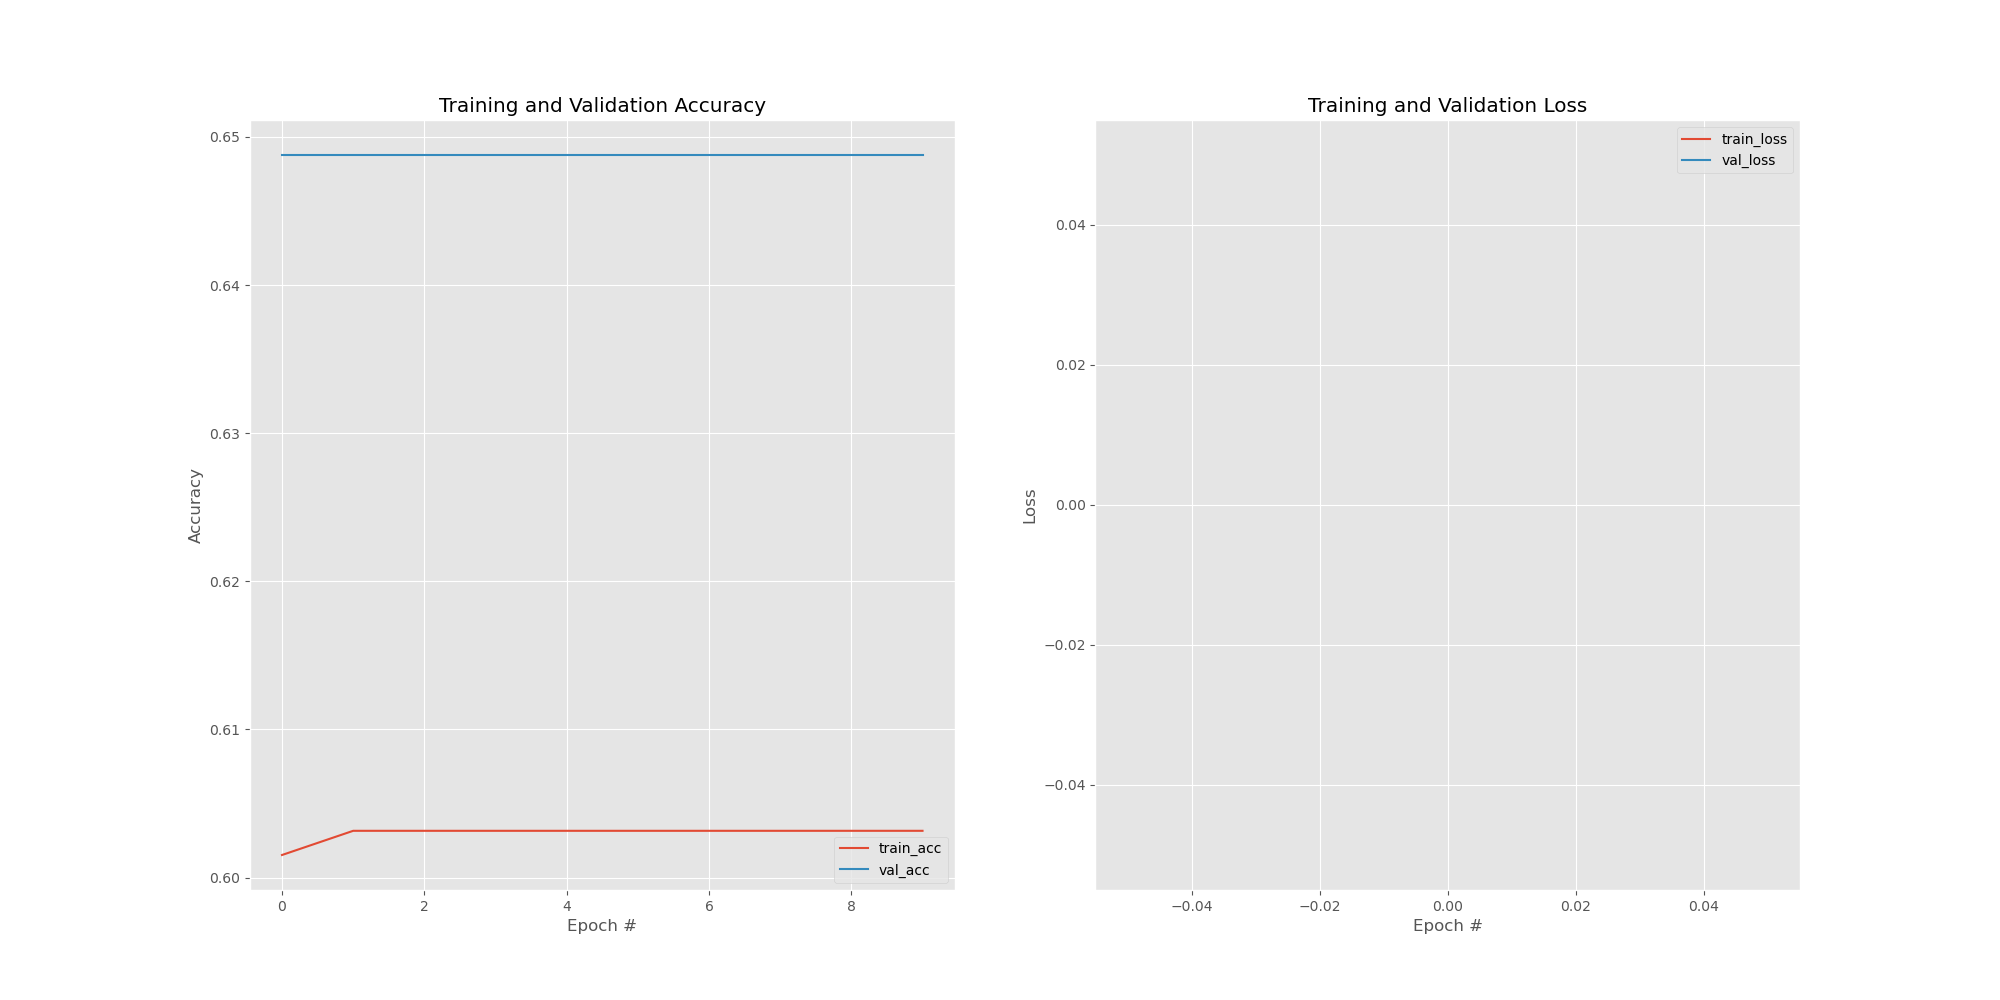 Training and Validation Accuracy
0.65
0.64
0.63
0.62
0.61
0.60
Accuracy
train_acc
val_acc
0 2 4 6 8
Epoch #
Training and Validation Loss
train_loss
val_loss
0.04
0.02
0.00
−0.02
−0.04
Loss
−0.04 −0.02 0.00 0.02 0.04
Epoch #